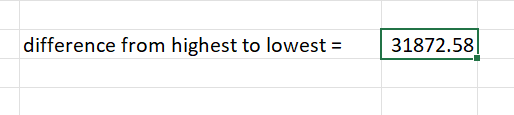 difference from highest to lowest = 31872.58